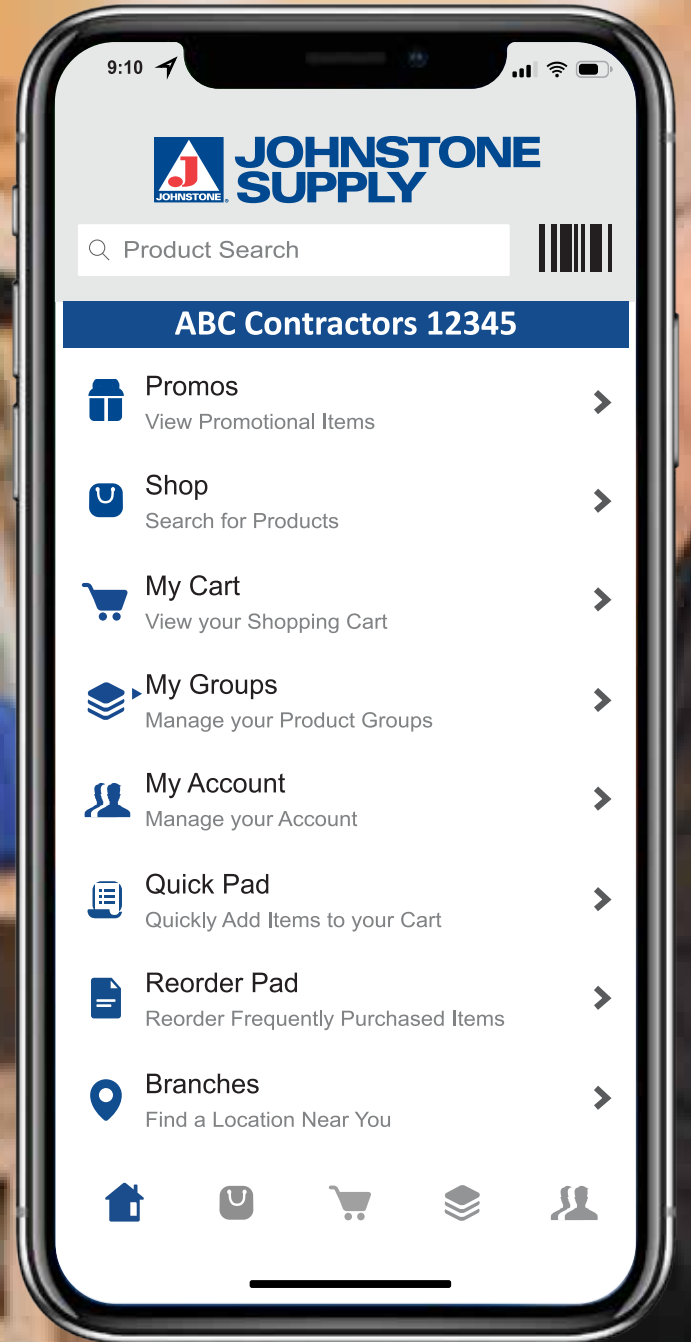 9:10
JOHNSTONE
SUPPLY
J
JOHNSTONE
Product Search
ABC Contractors 12345
Promos
View Promotional Items
Shop
Search for Products
My Cart
View your Shopping Cart
My Groups
Manage your Product Groups
My Account
Manage your Account
Quick Pad
Quickly Add Items to your Cart
Reorder Pad
Reorder Frequently Purchased Items
Branches
Find a Location Near You